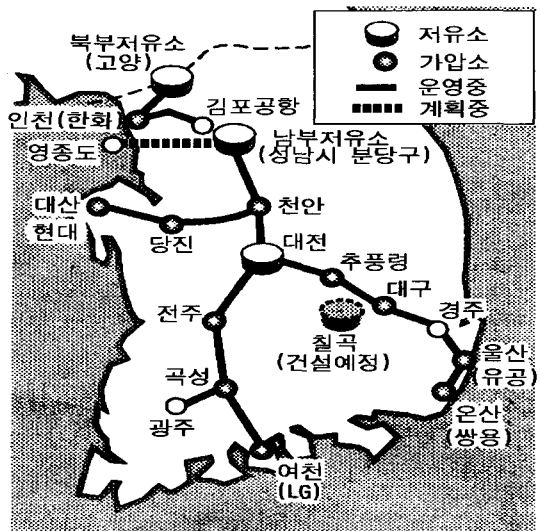 저유소
가압소
운영중
계획중
북부저유소
(고양)
인천(한화)
김포공항
영종도
남부저유소
(성남시 분당구)
대산
현대
당진
천안
대전
추풍령
대구
경주
전주
칠곡
(건설예정)
울산
(유공)
곡성
광주
온산
(쌍용)
여천
(LG)